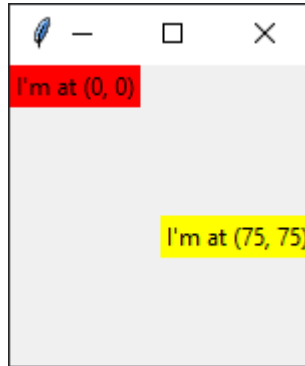 I'm at (0, 0)
I'm at (75, 75)